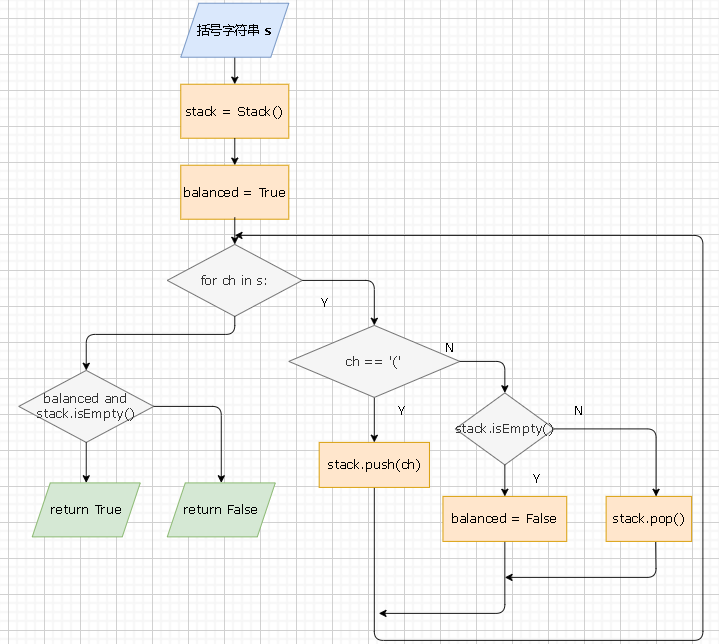 括号字符串 s
stack = Stack()
balanced = True
for ch in s:
Y
ch == '('
N
balanced and
stack.isEmpty()
Y
stack.isEmpty()
N
stack.push(ch)
Y
return True
return False
balanced = False
stack.pop()